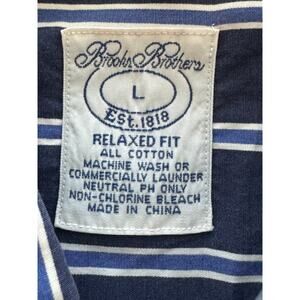 Brooks Brothers
L
Est. 1818
RELAXED FIT
ALL COTTON
MACHINE WASH OR
COMMERCIALLY LAUNDER
NEUTRAL PH ONLY
NON-CHLORINE BLEACH
MADE IN CHINA